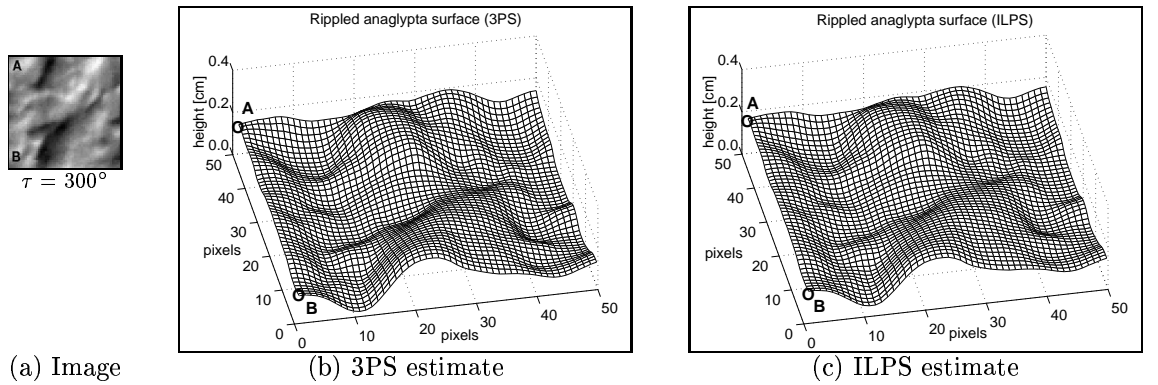 A
B
τ = 300°
(a) Image
Rippled anaglypta surface (3PS)
0.4
0.2
0.0
height [cm]
A
B
50
40
30
20
10
0
pixels
0
10
20
30
40
50
pixels
(b) 3PS estimate
Rippled anaglypta surface (ILPS)
0.4
0.2
0.0
height [cm]
A
B
50
40
30
20
10
0
pixels
0
10
20
30
40
50
pixels
(c) ILPS estimate